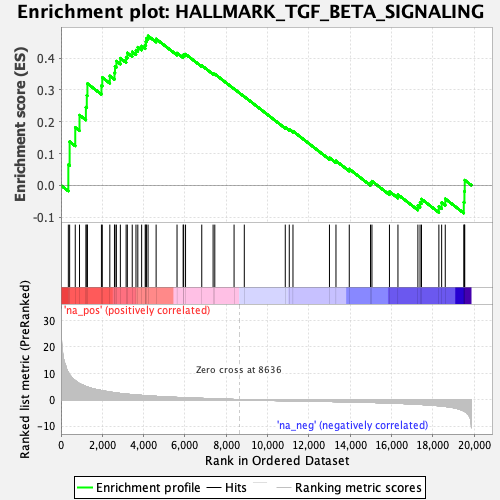 Enrichment plot: HALLMARK_TGF_BETA_SIGNALING
Enrichment score (ES)
0.4
0.3
0.2
0.1
0.0
-0.1
'na_pos' (positively correlated)
Ranked list metric (PreRanked)
30
20
10
0
-10
Zero cross at 8636
'na_neg' (negatively correlated)
0
2,000
4,000
6,000
8,000
10,000
12,000
14,000
16,000
18,000
20,000
Rank in Ordered Dataset
Enrichment profile
Hits
Ranking metric scores